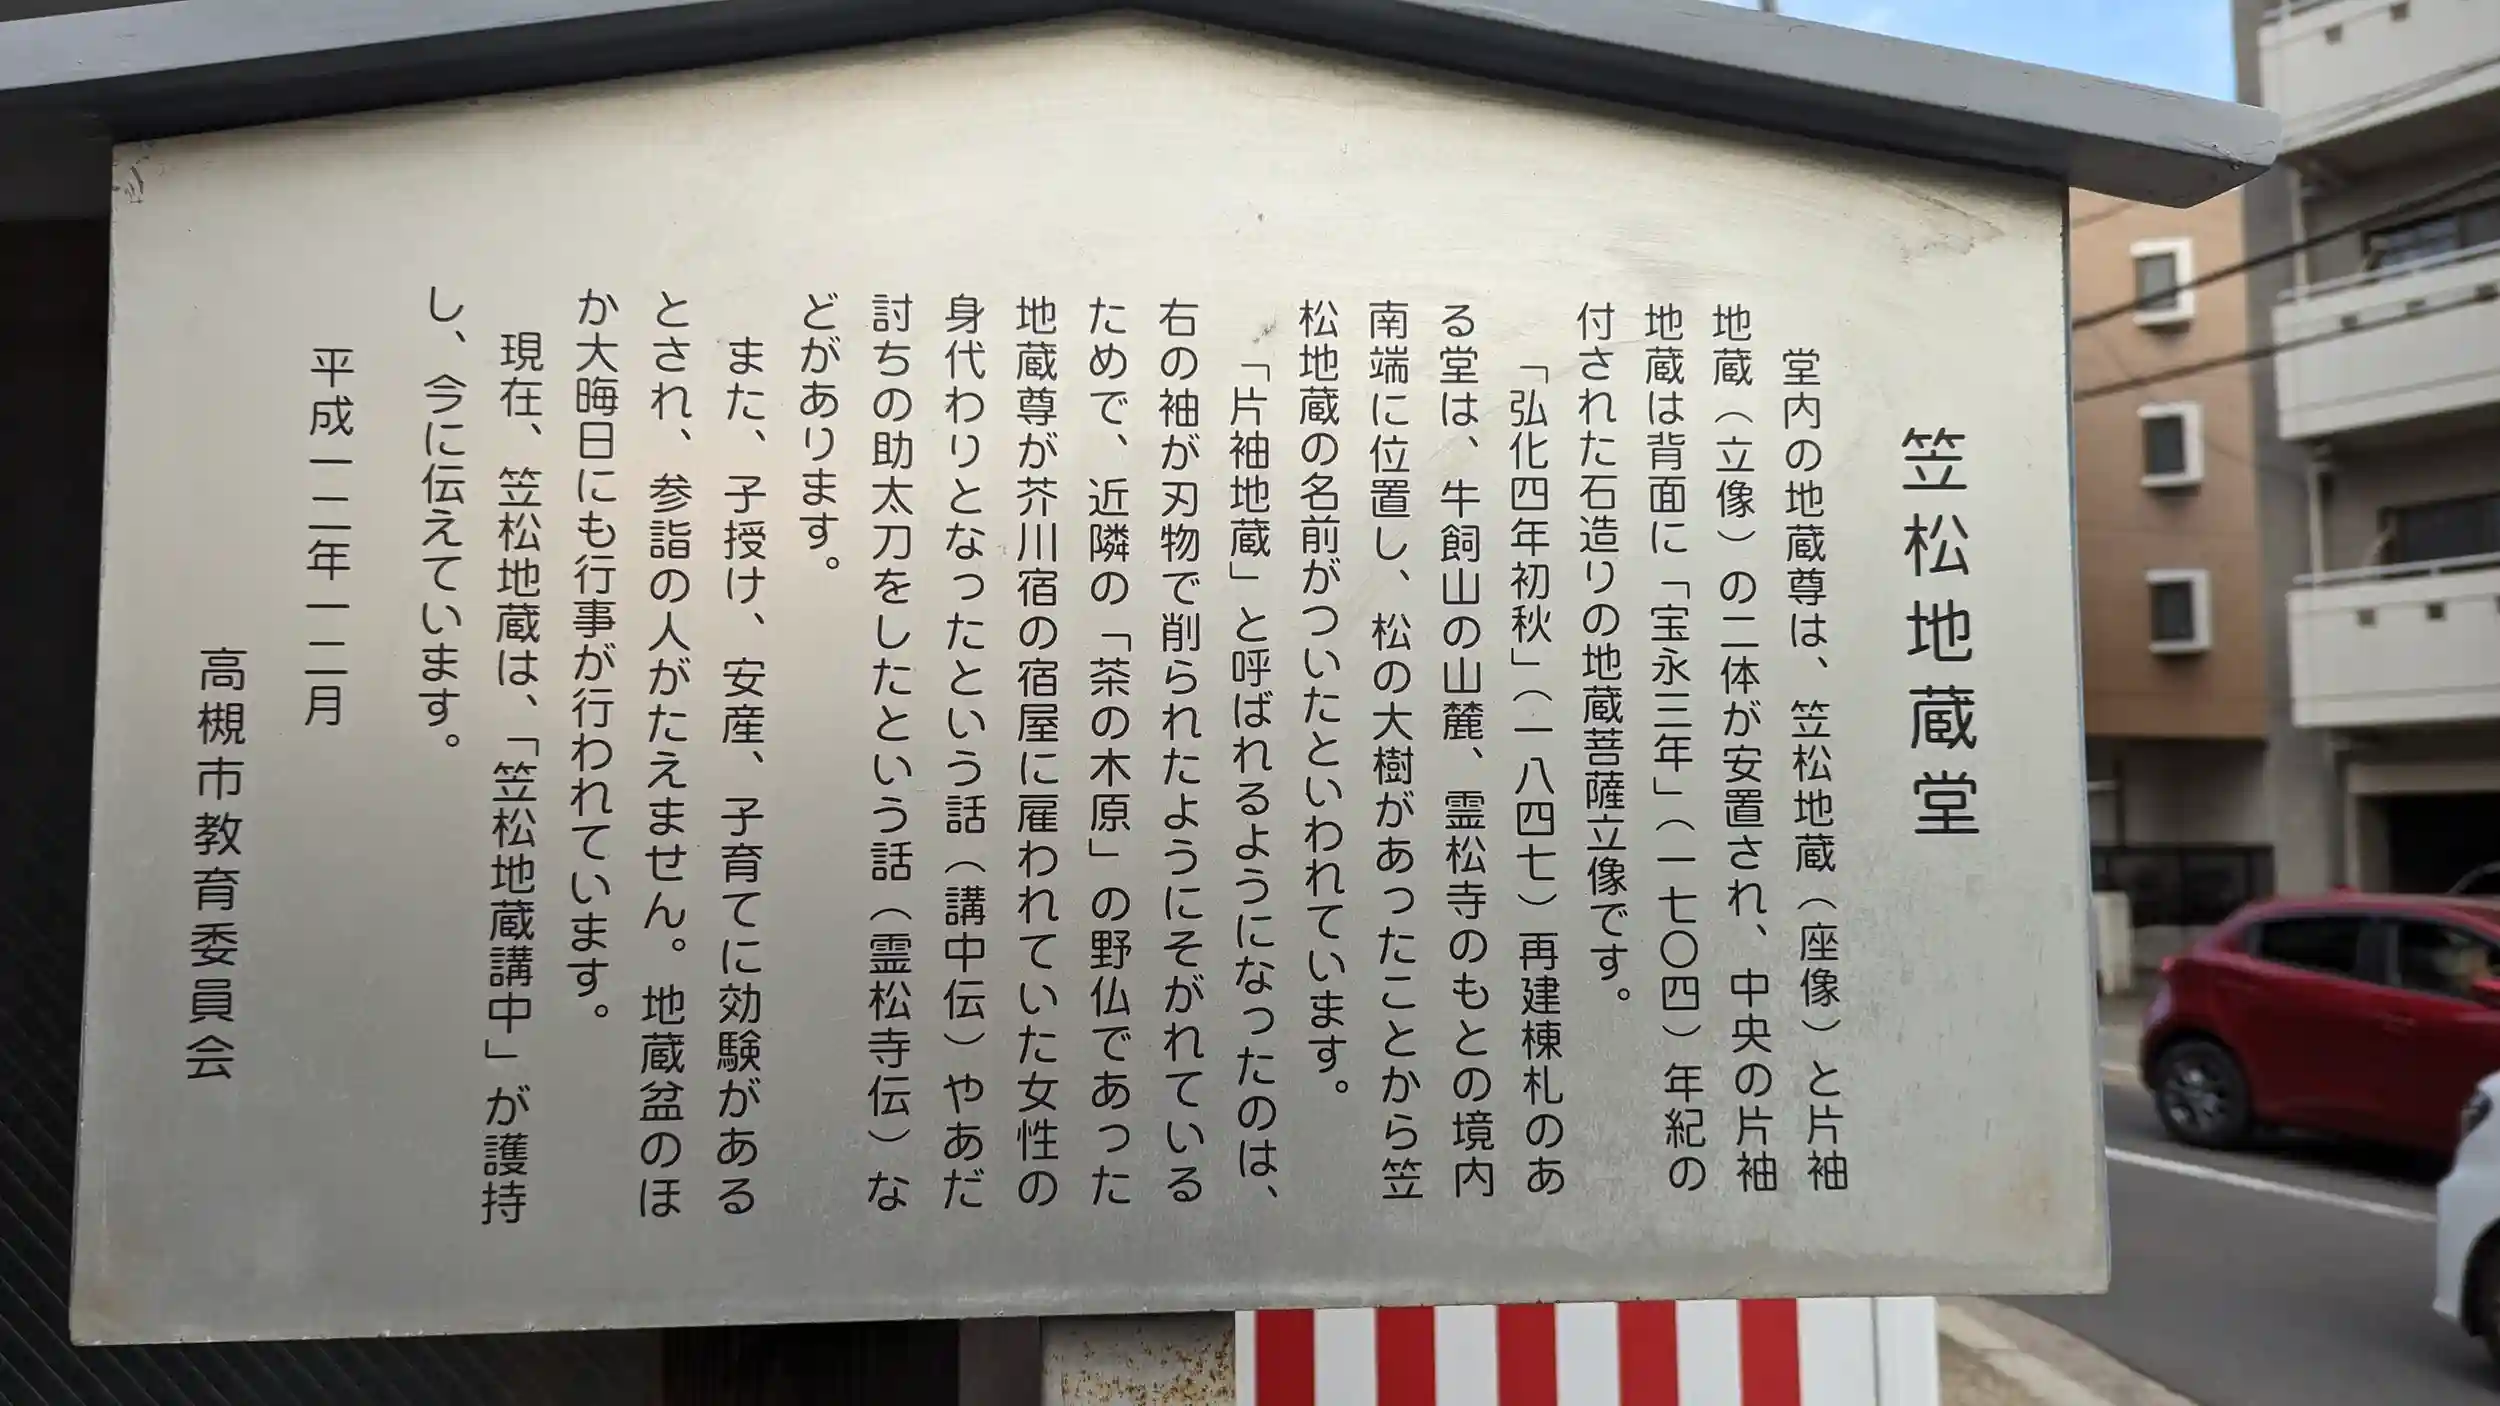 笠松地蔵堂
堂内の地蔵尊は、笠松地蔵（座像）と片袖
地蔵（立像）の二体が安置され、中央の片袖
地蔵は背面に「宝永三年」（一七〇四）年紀の
付された石造りの地蔵菩薩立像です。
「弘化四年初秋」（一八四七）再建棟札のあ
る堂は、牛飼山の山麓、霊松寺のもとの境内
南端に位置し、松の大樹があったことから笠
松地蔵の名前がついたといわれています。
「片袖地蔵」と呼ばれるようになったのは、
右の袖が刃物で削られたようにそがれている
ためで、近隣の「茶の木原」の野仏であった
地蔵尊が芥川宿の宿屋に雇われていた女性の
身代わりとなったという話（講中伝）やあだ
討ちの助太刀をしたという話（霊松寺伝）な
どがあります。
また、子授け、安産、子育てに効験がある
とされ、参詣の人がたえません。地蔵盆のほ
か大晦日にも行事が行われています。
現在、笠松地蔵は、「笠松地蔵講中」が護持
し、今に伝えています。
平成一二年一二月
高槻市教育委員会